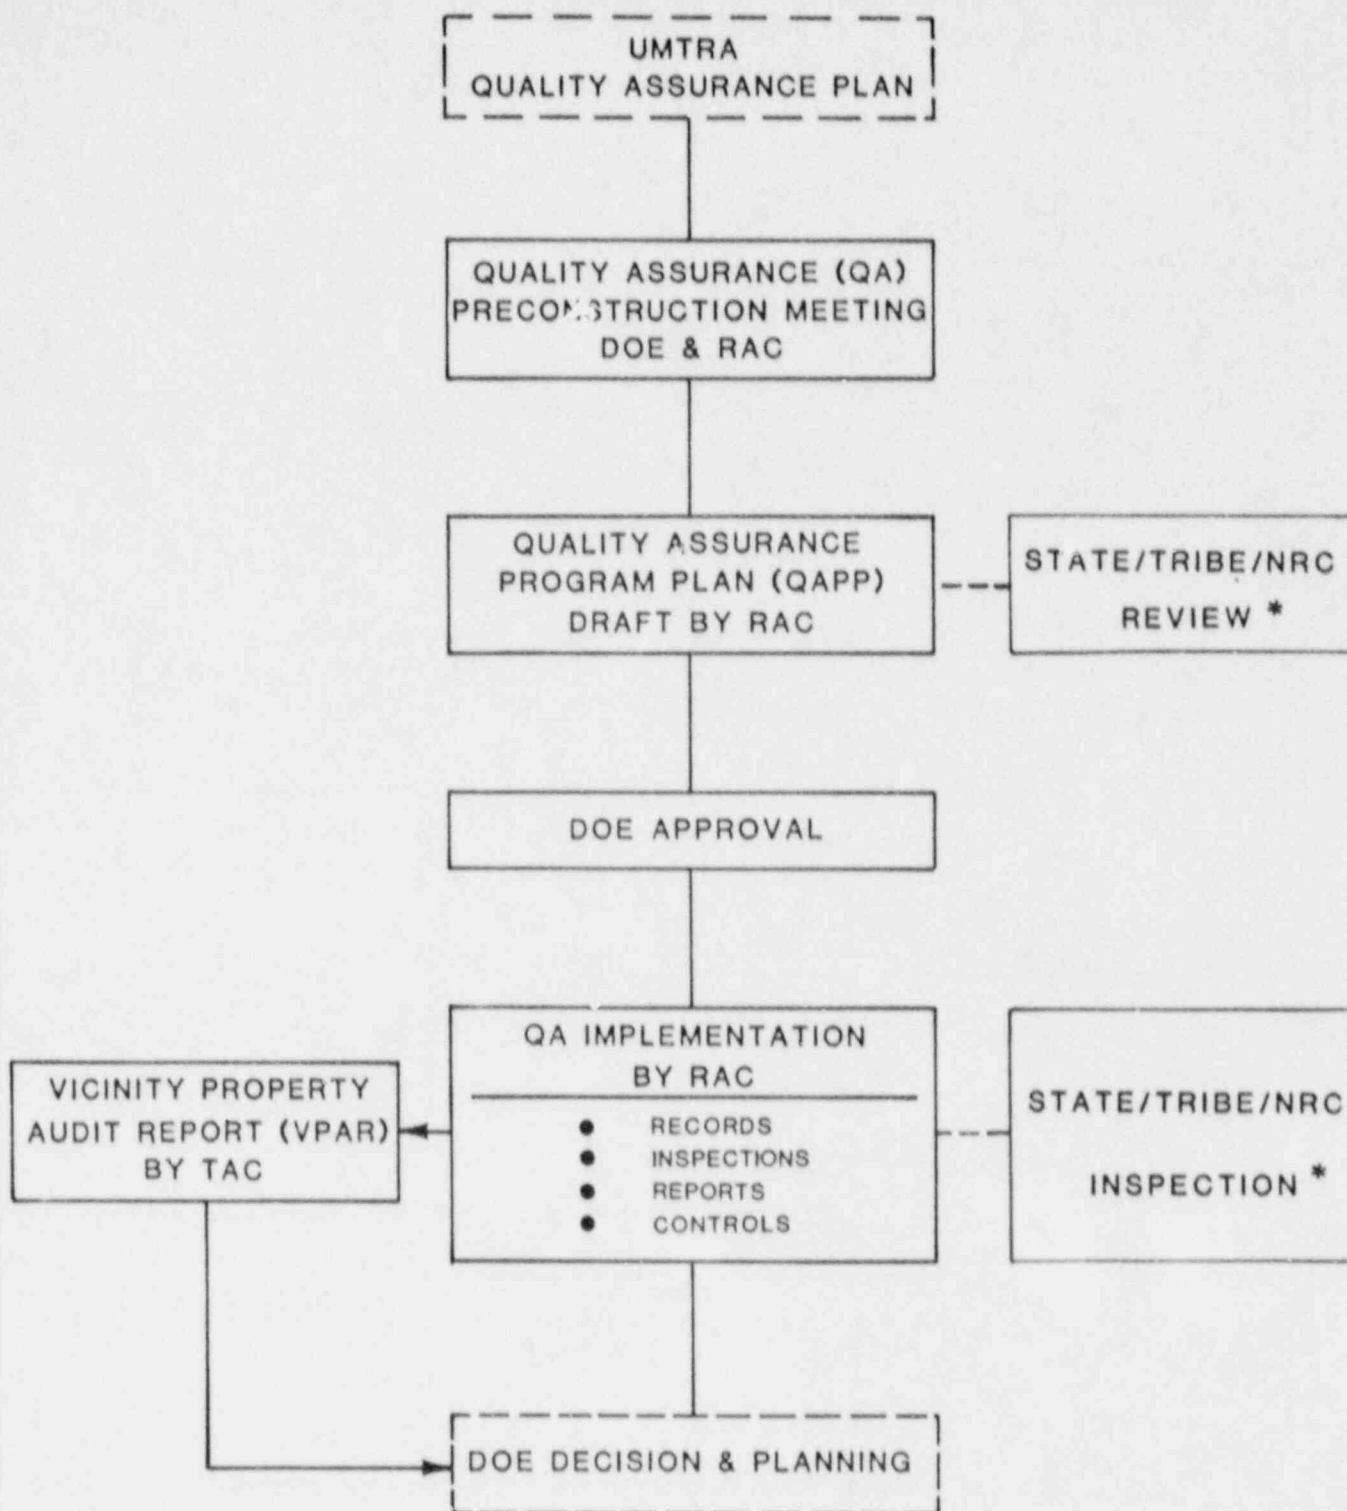 UMTRA
QUALITY ASSURANCE PLAN
QUALITY ASSURANCE (QA)
PRECONSTRUCTION MEETING
DOE & RAC
QUALITY ASSURANCE
PROGRAM PLAN (QAPP)
DRAFT BY RAC
STATE/TRIBE/NRC
REVIEW *
DOE APPROVAL
QA IMPLEMENTATION
BY RAC
● RECORDS
● INSPECTIONS
● REPORTS
● CONTROLS
VICINITY PROPERTY
AUDIT REPORT (VPAR)
BY TAC
STATE/TRIBE/NRC
INSPECTION *
DOE DECISION & PLANNING